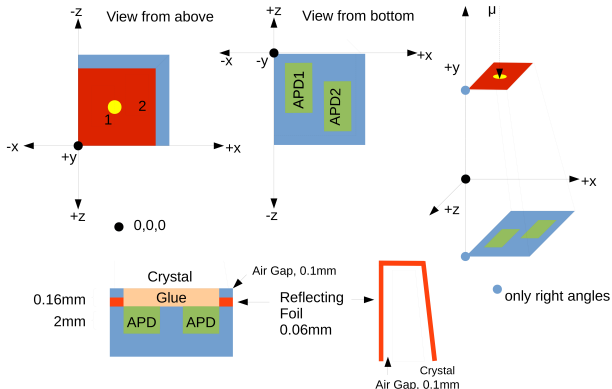 -z
View from above
2
1
-x
+x
+y
+z
0,0,0
+z
View from bottom
-x
+x
-y
APD1
APD2
-z
μ
+y
+x
+z
only right angles
Crystal
Air Gap, 0.1mm
Glue
0.16mm
2mm
APD
APD
Reflecting
Foil
0.06mm
Crystal
Air Gap, 0.1mm